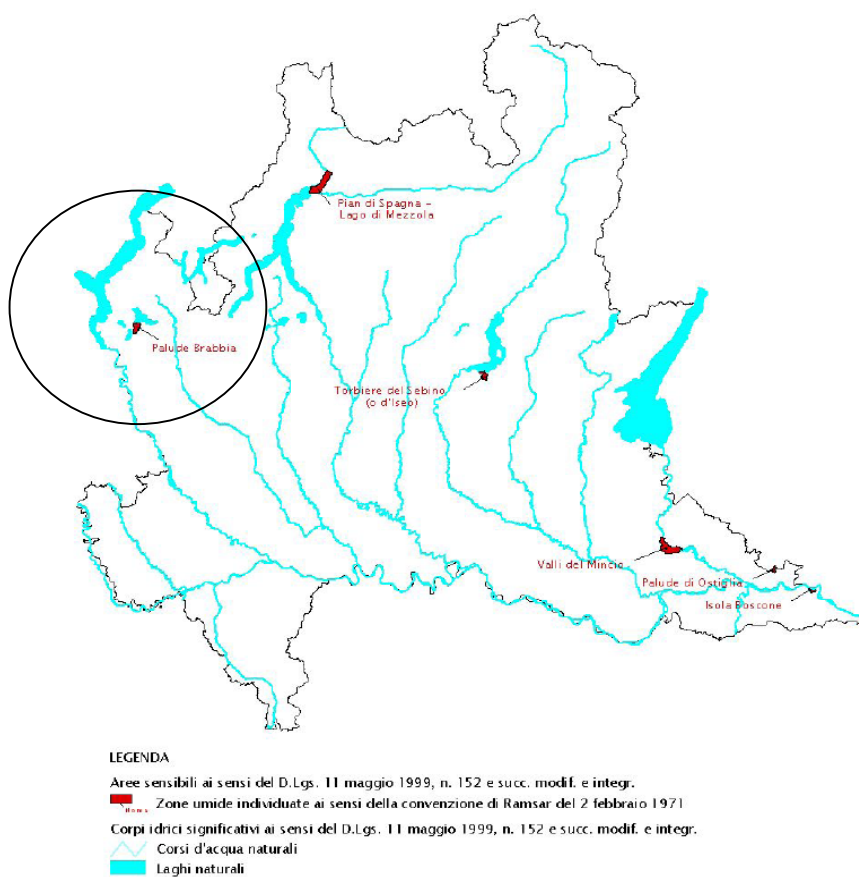 Pian di Spagna -
Lago di Mezzola
Palude Brabbia
Torbiere del Sebino
(o d'Iseo)
Valli del Mincio
Palude di Ostiglia
Isola Boscone
LEGENDA
Aree sensibili ai sensi del D.Lgs. 11 maggio 1999, n. 152 e succ. modif. e integr.
Zone umide individuate ai sensi della convenzione di Ramsar del 2 febbraio 1971
Corpi idrici significativi ai sensi del D.Lgs. 11 maggio 1999, n. 152 e succ. modif. e integr.
Corsi d'acqua naturali
Laghi naturali